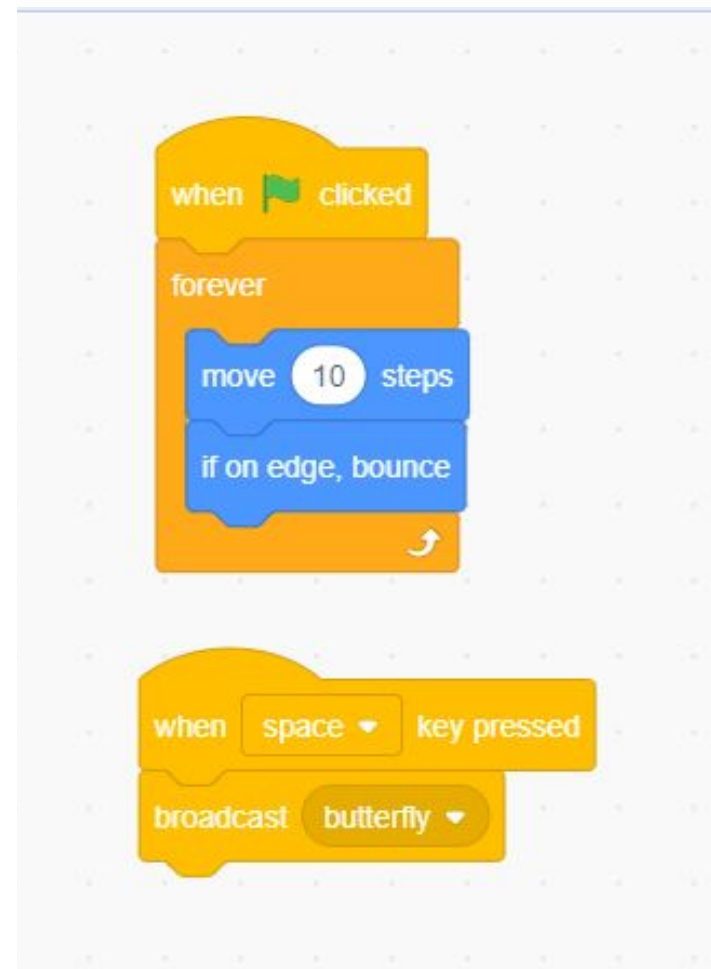 when clicked
forever
move 10 steps
if on edge, bounce
when space key pressed
broadcast butterfly